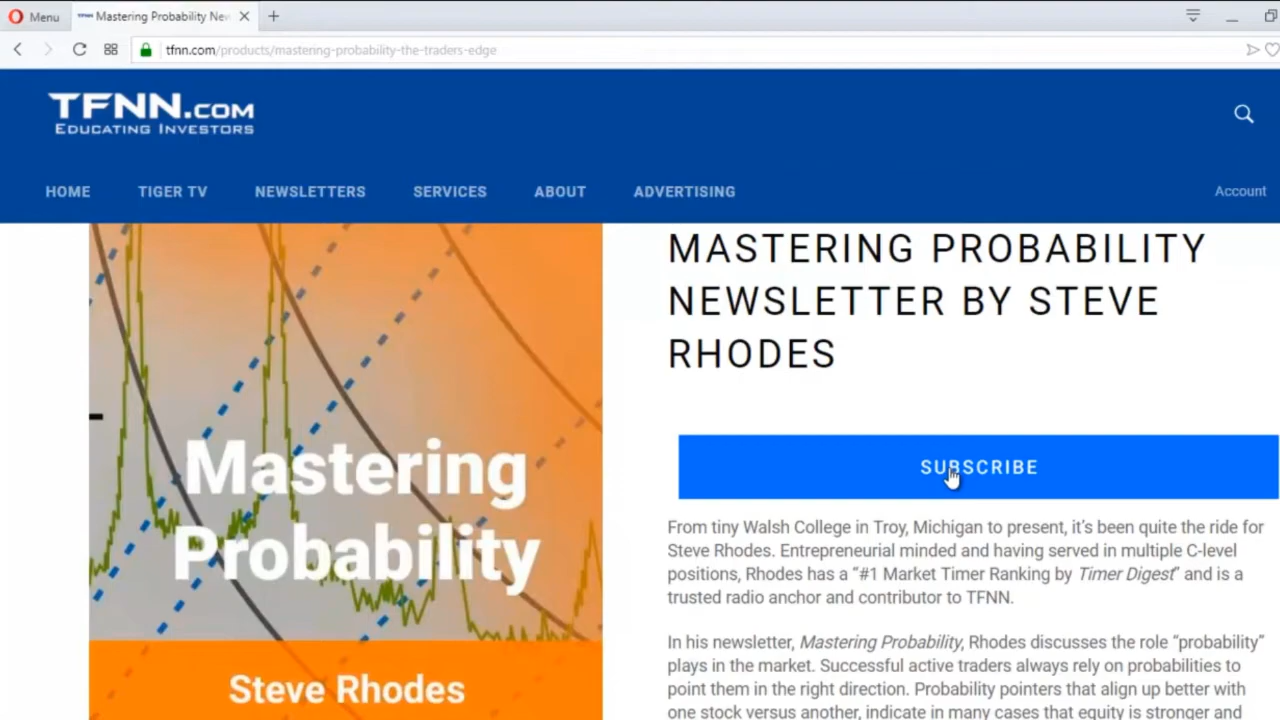 Menu
Mastering Probability Nev
tfnn.com/products/mastering-probability-the-traders-edge
TFNN.COM
EDUCATING INVESTORS
HOME TIGER TV NEWSLETTERS SERVICES ABOUT ADVERTISING Account
MASTERING PROBABILITY
NEWSLETTER BY STEVE
RHODES
SUBSCRIBE
Mastering
Probability
Steve Rhodes
From tiny Walsh College in Troy, Michigan to present, it’s been quite the ride for
Steve Rhodes. Entrepreneurial minded and having served in multiple C-level
positions, Rhodes has a “#1 Market Timer Ranking by Timer Digest” and is a
trusted radio anchor and contributor to TFNN.
In his newsletter, Mastering Probability, Rhodes discusses the role “probability”
plays in the market. Successful active traders always rely on probabilities to
point them in the right direction. Probability pointers that align up better with
one stock versus another, indicate in many cases that equity is stronger and